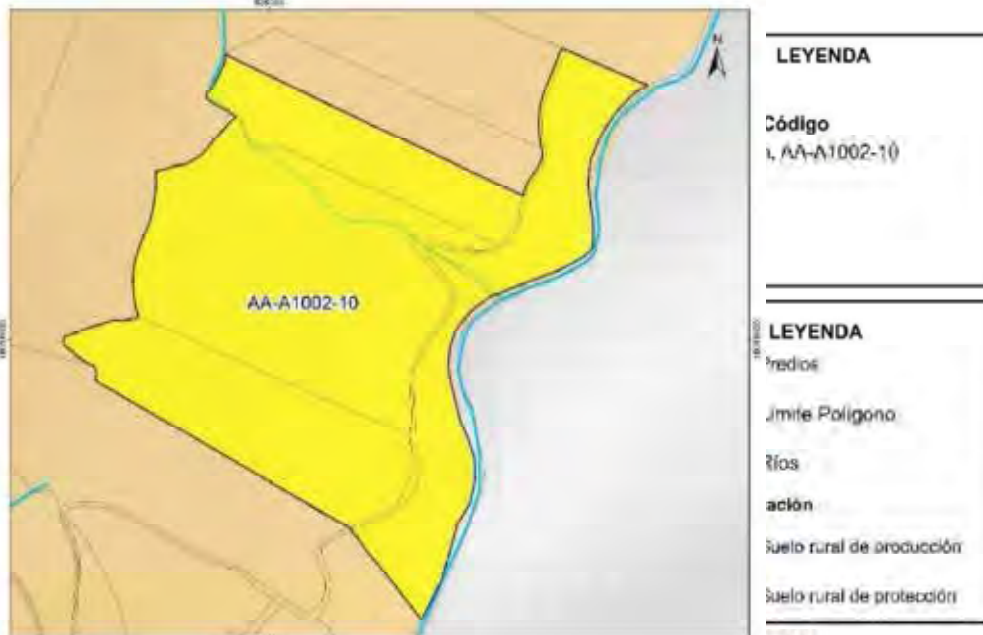 N
AA-A1002-10
LEYENDA
Código
AA-A1002-10
LEYENDA
Predios
Límite Polígono
Ríos
ación
Suelo rural de producción
Suelo rural de protección